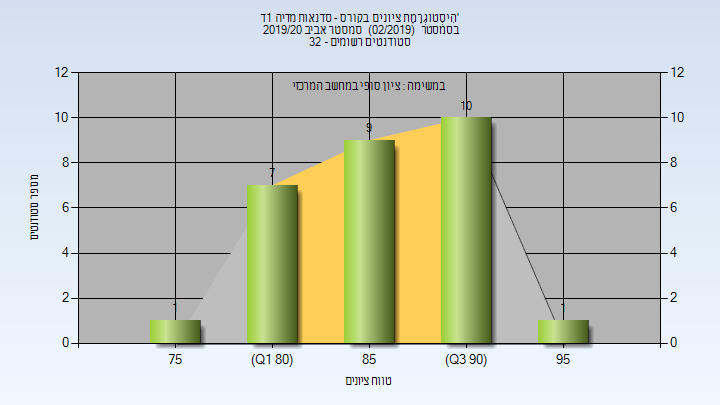 היסטוגרמת ציונים בקורס - סדנאות מדיה 1ד'
בסמסטר (02/2019) סמסטר אביב 2019/20
סטודנטים רשומים - 32
במשימה : ציון סופי במחשב המרכזי
12 12
10 10 10
9
8 8
7
6 6
4 4
2 2
1 1
0 0
75 (Q1 80) 85 (Q3 90) 95
מספר סטודנטים
טווח ציונים